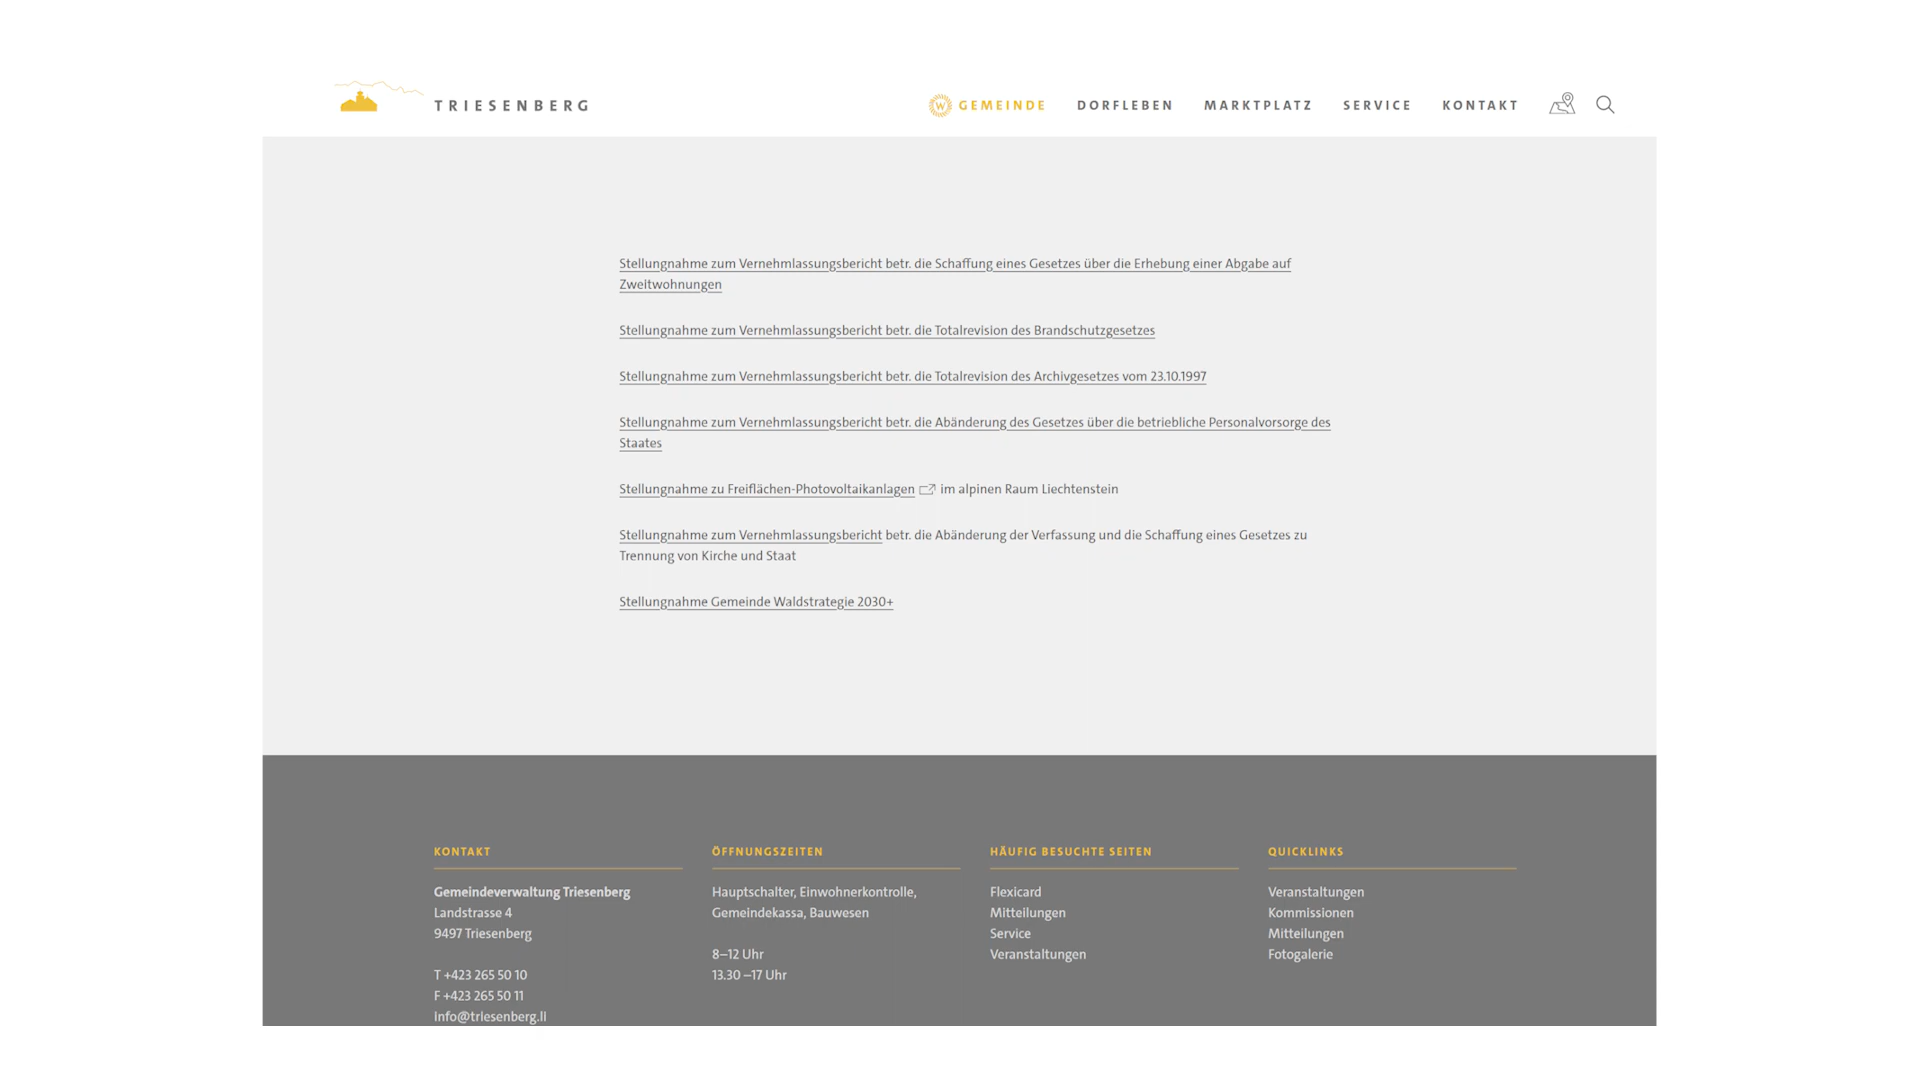 TRIESENBERG
W GEMEINDE DORFLEBEN MARKTPLATZ SERVICE KONTAKT
Stellungnahme zum Vernehmlassungsbericht betr. die Schaffung eines Gesetzes über die Erhebung einer Abgabe auf
Zweitwohnungen
Stellungnahme zum Vernehmlassungsbericht betr. die Totalrevision des Brandschutzgesetzes
Stellungnahme zum Vernehmlassungsbericht betr. die Totalrevision des Archivgesetzes vom 23.10.1997
Stellungnahme zum Vernehmlassungsbericht betr. die Abänderung des Gesetzes über die betriebliche Personalvorsorge des
Staates
Stellungnahme zu Freiflächen-Photovoltaikanlagen im alpinen Raum Liechtenstein
Stellungnahme zum Vernehmlassungsbericht betr. die Abänderung der Verfassung und die Schaffung eines Gesetzes zu
Trennung von Kirche und Staat
Stellungnahme Gemeinde Waldstrategie 2030+
KONTAKT
Gemeindeverwaltung Triesenberg
Landstrasse 4
9497 Triesenberg
T +423 265 50 10
F +423 265 50 11
info@triesenberg.li
ÖFFNUNGSZEITEN
Hauptschalter, Einwohnerkontrolle,
Gemeindekassa, Bauwesen
8–12 Uhr
13.30 –17 Uhr
HÄUFIG BESUCHTE SEITEN
Flexicard
Mitteilungen
Service
Veranstaltungen
QUICKLINKS
Veranstaltungen
Kommissionen
Mitteilungen
Fotogalerie